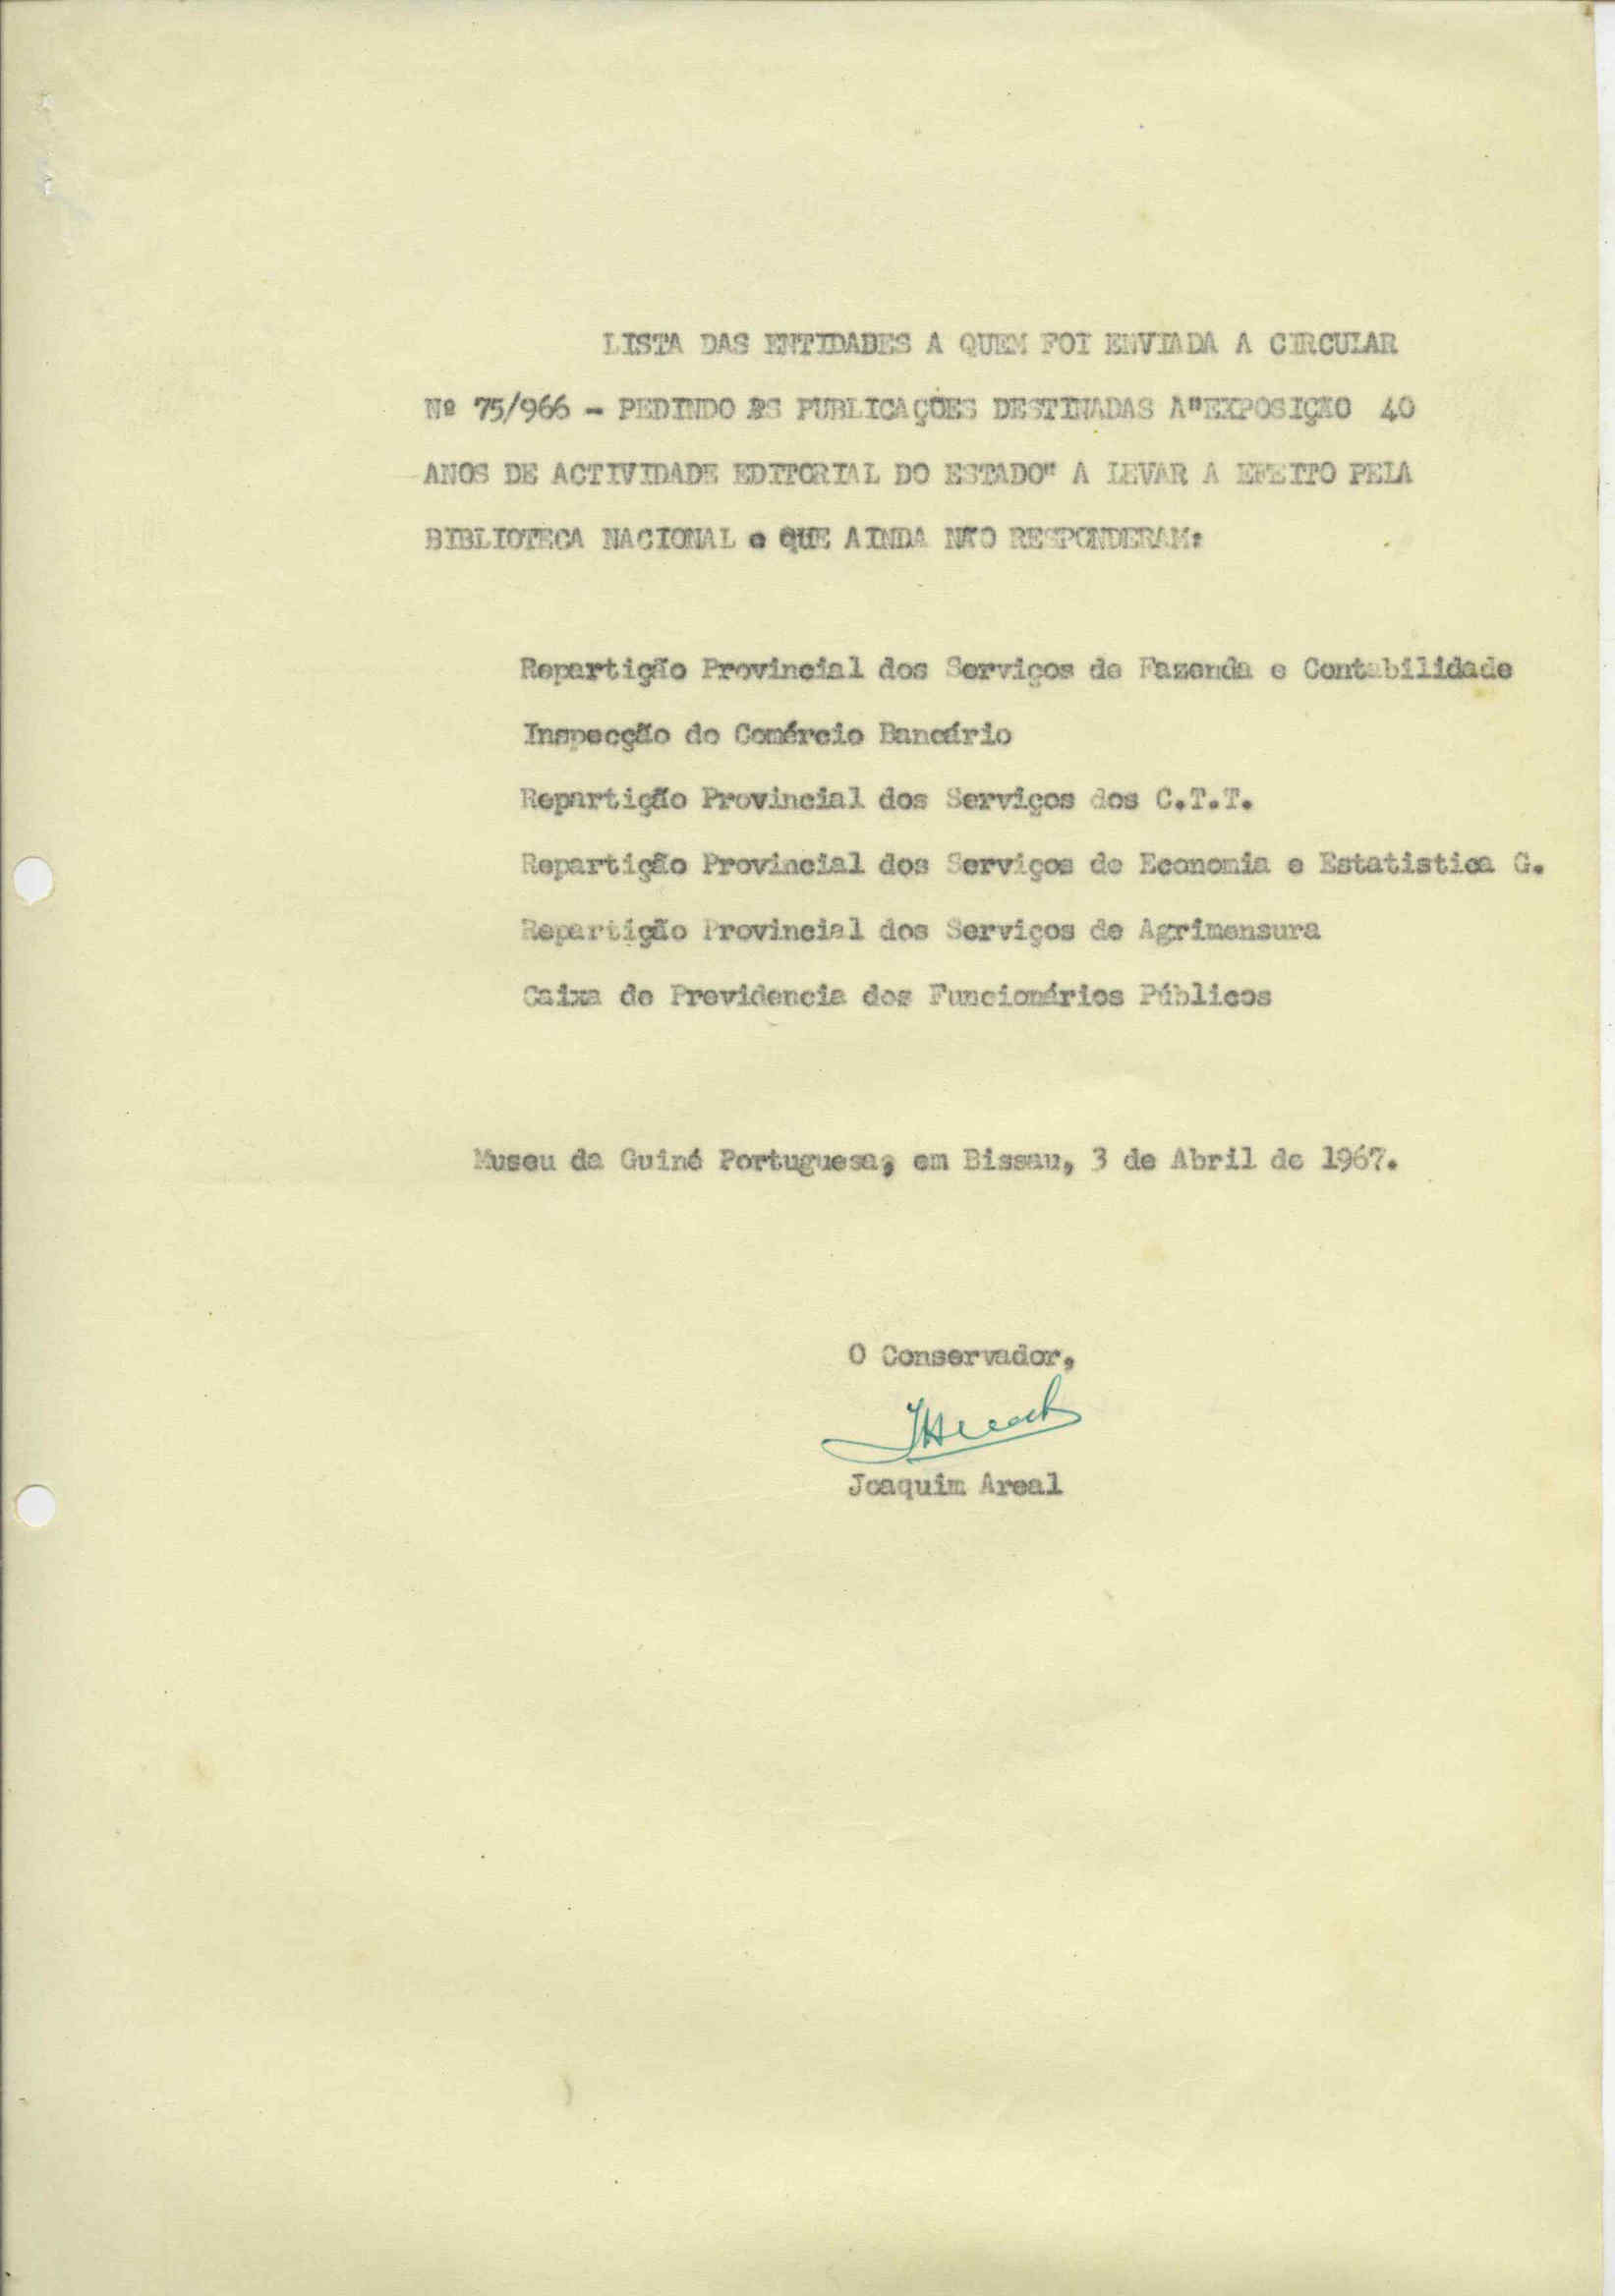 LISTA DAS ENTIDADES A QUEM FOI ENVIADA A CIRCULAR
Nº 75/966 - PEDINDO AS PUBLICAÇÕES DESTINADAS A"EXPOSIÇÃO 40
ANOS DE ACTIVIDADE EDITORIAL DO ESTADO" A LEVAR A EFEITO PELA
BIBLIOTECA NACIONAL e QUE AINDA NÃO RESPONDERAM:
Repartição Provincial dos Serviços de Fazenda e Contabilidade
Inspecção do Comércio Bancário
Repartição Provincial dos Serviços dos C.T.T.
Repartição Provincial dos Serviços de Economia e Estatistica G.
Repartição Provincial dos Serviços de Agrimensura
Caixa de Previdencia dos Funcionários Públicos
Museu da Guiné Portuguesa, em Bissau, 3 de Abril de 1967.
O Conservador,
Joaquim Areal